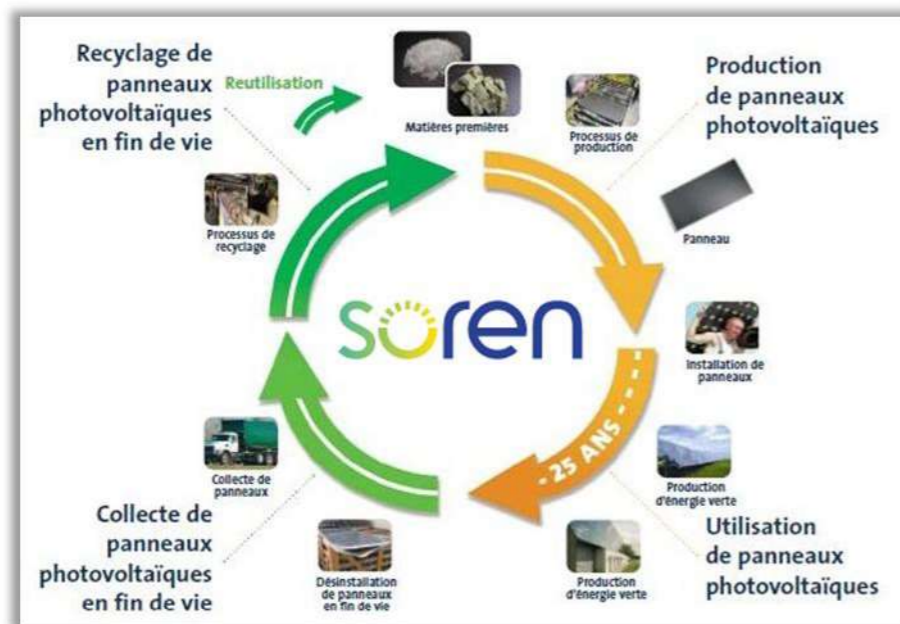 Recyclage de
panneaux
photovoltaïques
en fin de vie
Reutilisation
Matières premières
Processus de
production
Production
de panneaux
photovoltaïques
Panneau
Processus de
recyclage
soren
Installation de
panneaux
- 25 ANS - - -
Production
d'énergie verte
Collecte de
panneaux
Collecte de
panneaux
photovoltaïques
en fin de vie
Désinstallation
de panneaux
en fin de vie
Production
d'énergie verte
Utilisation
de panneaux
photovoltaïques